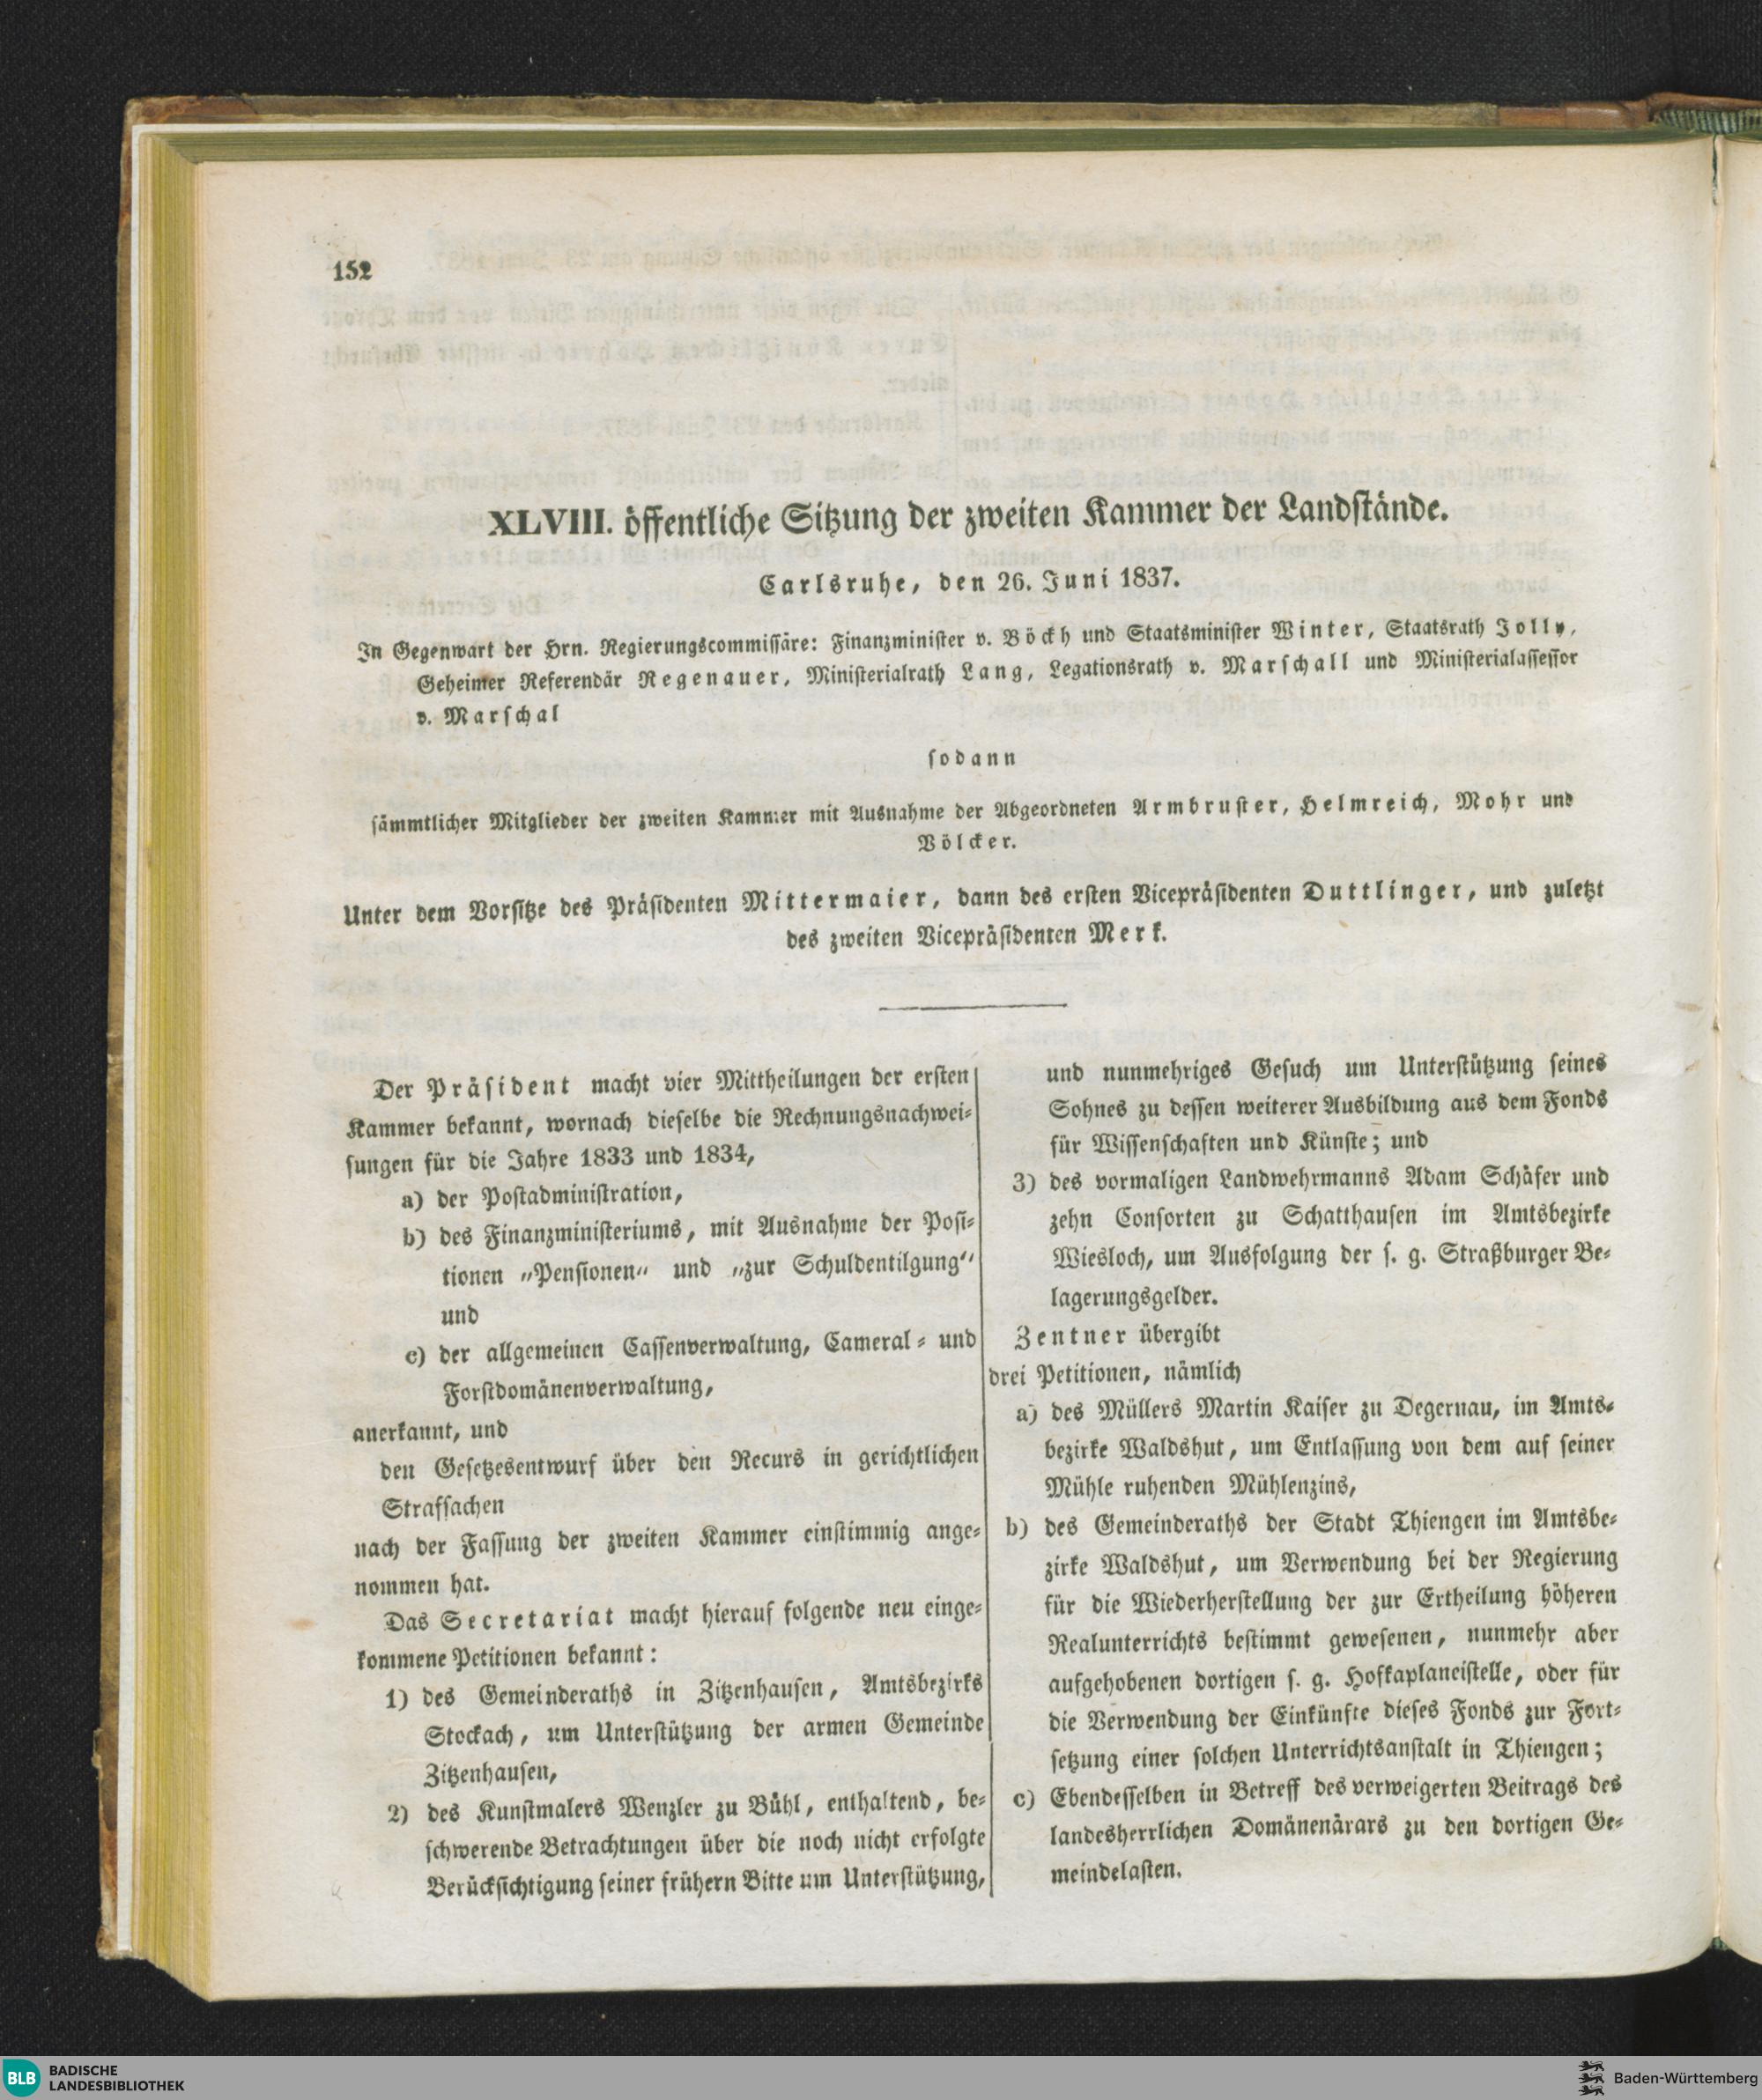 152
XLVIII. öffentliche Sitzung der zweiten Kammer der Landstände.
Carlsruhe, den 26. Juni 1837.
In Gegenwart der Hrn. Regierungscommissäre: Finanzminister v. Böckh und Staatsminister Winter, Staatsrath Jolly,
Geheimer Referendär Regenauer, Ministerialrath Lang, Legationsrath v. Marschall und Ministerialassessor
v. Marschal
sodann
sämmtlicher Mitglieder der zweiten Kammer mit Ausnahme der Abgeordneten Armbruster, Helmreich, Mohr und
Völcker.
Unter dem Vorsitze des Präsidenten Mittermaier, dann des ersten Vicepräsidenten Duttlinger, und zuletzt
des zweiten Vicepräsidenten Merk.
Der Präsident macht vier Mittheilungen der ersten
Kammer bekannt, wornach dieselbe die Rechnungsnachwei-
sungen für die Jahre 1833 und 1834,
a) der Postadministration,
b) des Finanzministeriums, mit Ausnahme der Posi-
tionen „Pensionen“ und „zur Schuldentilgung“
und
c) der allgemeinen Cassenverwaltung, Cameral- und
Forstdomänenverwaltung,
anerkannt, und
den Gesetzesentwurf über den Recurs in gerichtlichen
Strafsachen
nach der Fassung der zweiten Kammer einstimmig ange-
nommen hat.
Das Secretariat macht hierauf folgende neu einge-
kommene Petitionen bekannt:
1) des Gemeinderaths in Zitzenhausen, Amtsbezirks
Stockach, um Unterstützung der armen Gemeinde
Zitzenhausen,
2) des Kunstmalers Wenzler zu Bühl, enthaltend, be-
schwerende Betrachtungen über die noch nicht erfolgte
Berücksichtigung seiner frühern Bitte um Unterstützung,
und nunmehriges Gesuch um Unterstützung seines
Sohnes zu dessen weiterer Ausbildung aus dem Fonds
für Wissenschaften und Künste; und
3) des vormaligen Landwehrmanns Adam Schäfer und
zehn Consorten zu Schatthausen im Amtsbezirke
Wiesloch, um Ausfolgung der s. g. Straßburger Be-
lagerungsgelder.
Zentner übergibt
drei Petitionen, nämlich
a) des Müllers Martin Kaiser zu Degernau, im Amts-
bezirke Waldshut, um Entlassung von dem auf seiner
Mühle ruhenden Mühlenzins,
b) des Gemeinderaths der Stadt Thiengen im Amtsbe-
zirke Waldshut, um Verwendung bei der Regierung
für die Wiederherstellung der zur Ertheilung höheren
Realunterrichts bestimmt gewesenen, nunmehr aber
aufgehobenen dortigen s. g. Hofkaplaneistelle, oder für
die Verwendung der Einkünfte dieses Fonds zur Fort-
setzung einer solchen Unterrichtsanstalt in Thiengen;
c) Ebendesselben in Betreff des verweigerten Beitrags des
landesherrlichen Domänenärars zu den dortigen Ge-
meindelasten.
BLB BADISCHE
LANDESBIBLIOTHEK
Baden-Württemberg